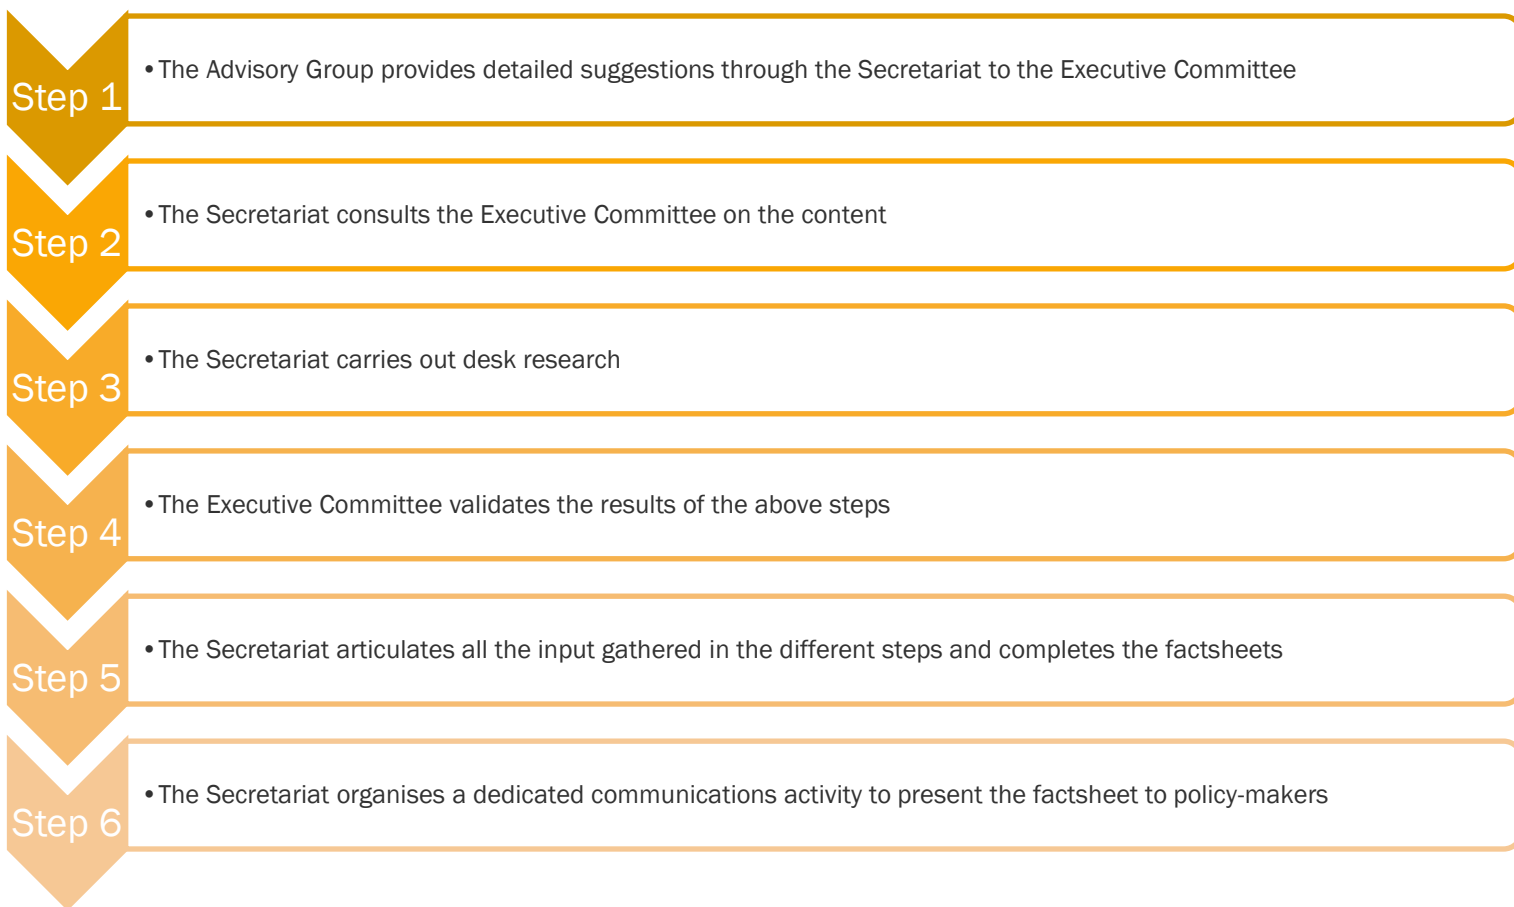 Step 1
•The Advisory Group provides detailed suggestions through the Secretariat to the Executive Committee
Step 2
•The Secretariat consults the Executive Committee on the content
Step 3
•The Secretariat carries out desk research
Step 4
•The Executive Committee validates the results of the above steps
Step 5
•The Secretariat articulates all the input gathered in the different steps and completes the factsheets
Step 6
•The Secretariat organises a dedicated communications activity to present the factsheet to policy-makers